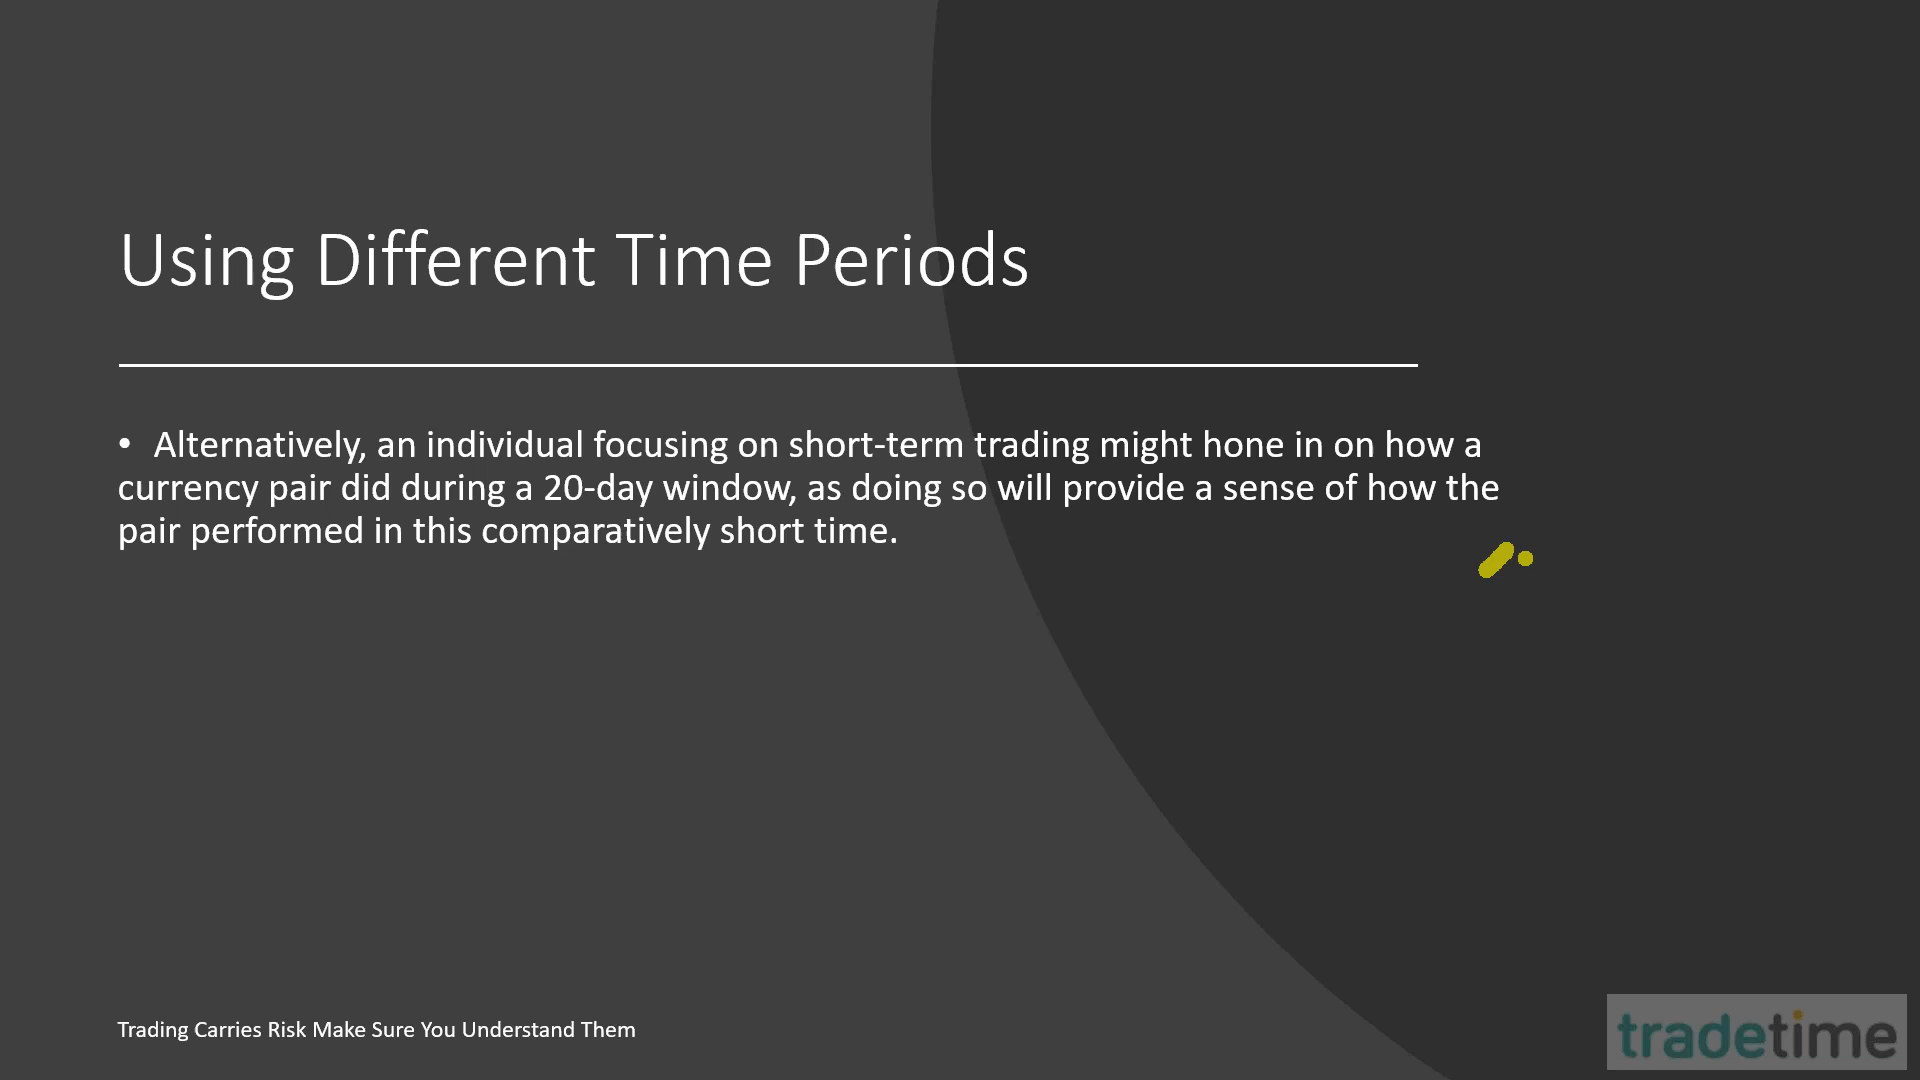 Using Different Time Periods
• Alternatively, an individual focusing on short-term trading might hone in on how a
currency pair did during a 20-day window, as doing so will provide a sense of how the
pair performed in this comparatively short time.
Trading Carries Risk Make Sure You Understand Them
tradetime